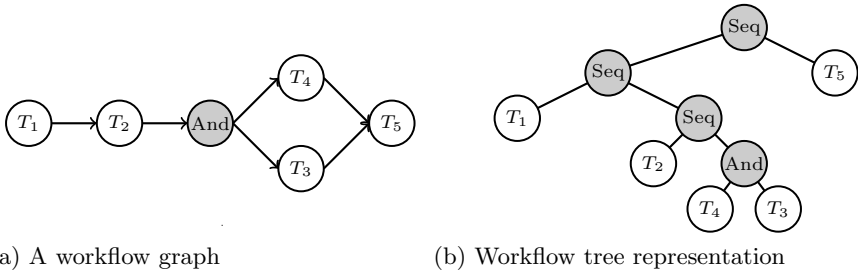 Seq
T4
Seq
T5
T1
T2
And
T5
T1
Seq
T3
T2
And
T4
T3
a) A workflow graph
(b) Workflow tree representation